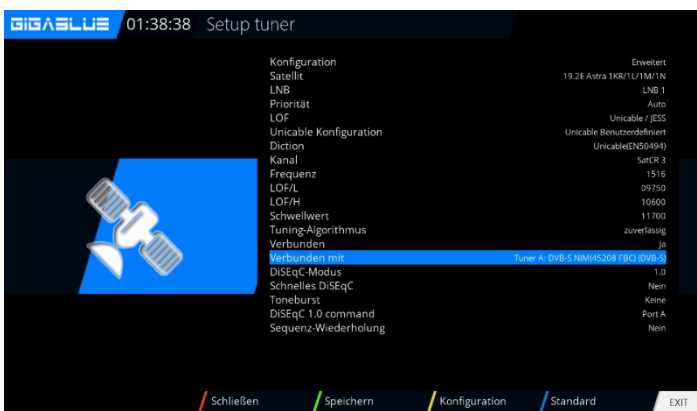 GIGABLUE 01:38:38 Setup tuner
Konfiguration Erweitert
Satellit 19.2E Astra 1KR/1L/1M/1N
LNB LNB 1
Priorität Auto
LOF Unicable / JESS
Unicable Konfiguration Unicable Benutzerdefiniert
Diction Unicable(EN50494)
Kanal SatCR 3
Frequenz 1516
LOF/L 09750
LOF/H 10600
Schwellwert 11700
Tuning-Algorithmus zuverlässig
Verbunden Ja
Verbunden mit Tuner A: DVB-S NIM(45208 FBC) (DVB-S)
DiSEqC-Modus 1.0
Schnelles DiSEqC Nein
Toneburst Keine
DiSEqC 1.0 command Port A
Sequenz-Wiederholung Nein
Schließen Speichern Konfiguration Standard EXIT